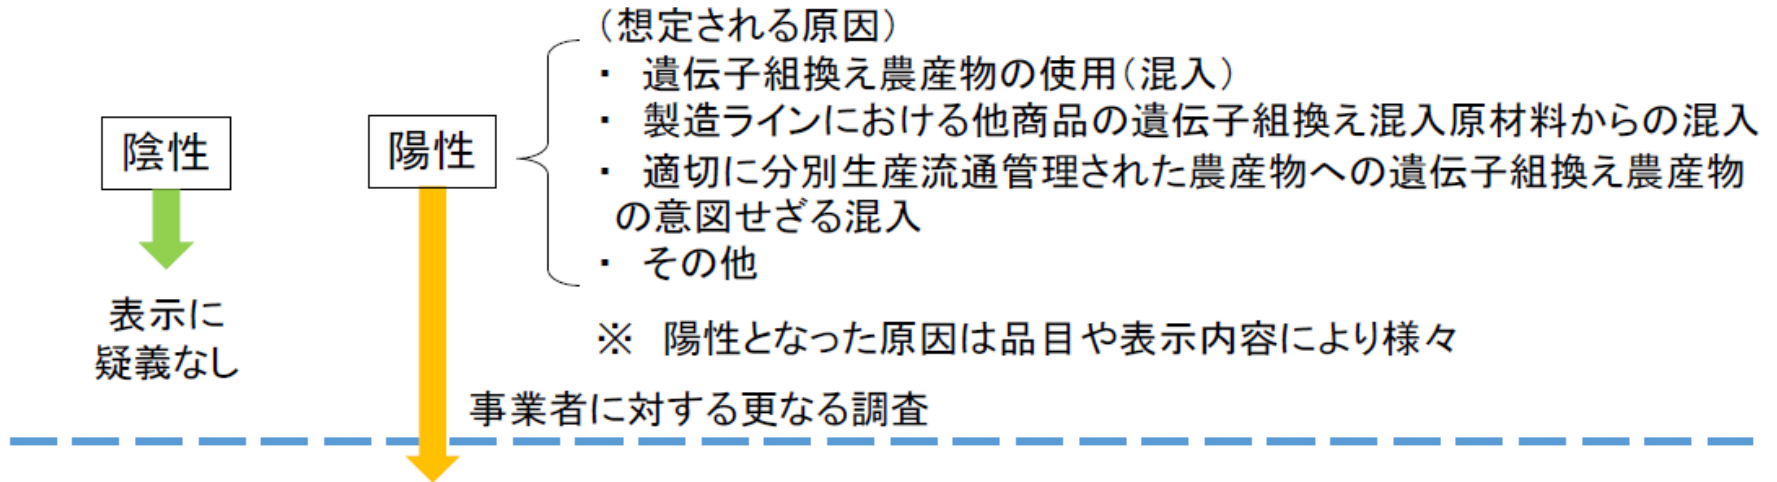 (想定される原因)
・ 遺伝子組換え農産物の使用(混入)
・ 製造ラインにおける他商品の遺伝子組換え混入原材料からの混入
・ 適切に分別生産流通管理された農産物への遺伝子組換え農産物
の意図せざる混入
・ その他
※ 陽性となった原因は品目や表示内容により様々
陰性
陽性
表示に
疑義なし
事業者に対する更なる調査